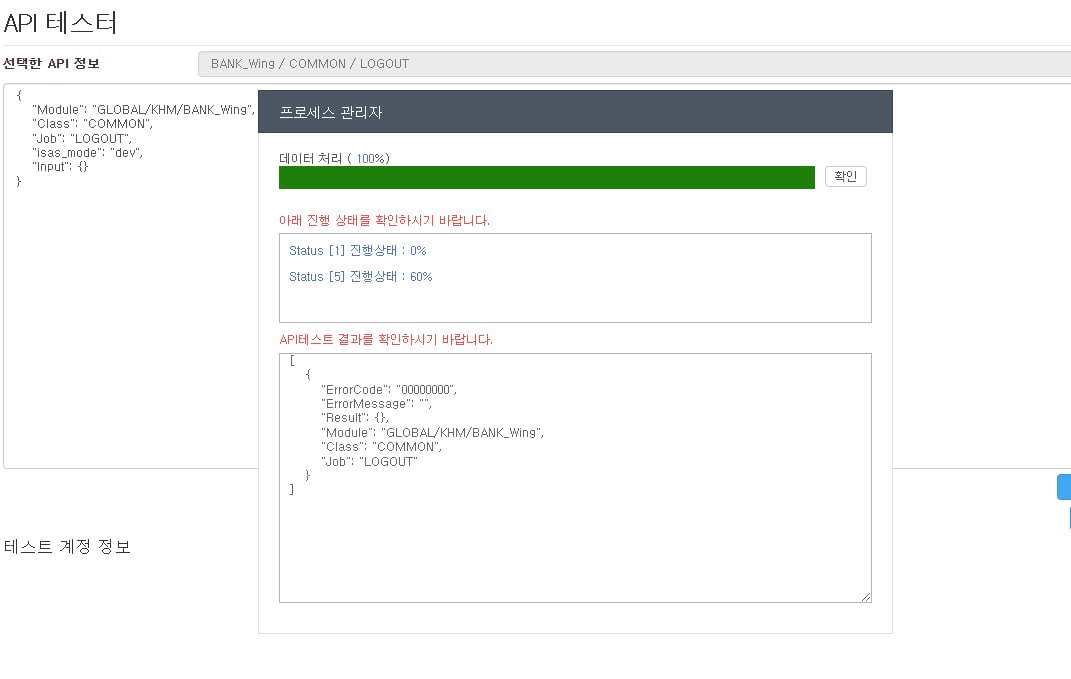 API 테스터
선택한 API 정보
BANK_Wing / COMMON / LOGOUT
{
"Module": "GLOBAL/KHM/BANK_Wing",
"Class": "COMMON",
"Job": "LOGOUT",
"isas_mode": "dev",
"Input": {}
}
프로세스 관리자
데이터 처리 ( 100%)
확인
아래 진행 상태를 확인하시기 바랍니다.
Status [1] 진행상태 : 0%
Status [5] 진행상태 : 60%
API테스트 결과를 확인하시기 바랍니다.
[
{
"ErrorCode": "00000000",
"ErrorMessage": "",
"Result": {},
"Module": "GLOBAL/KHM/BANK_Wing",
"Class": "COMMON",
"Job": "LOGOUT"
}
]
테스트 계정 정보